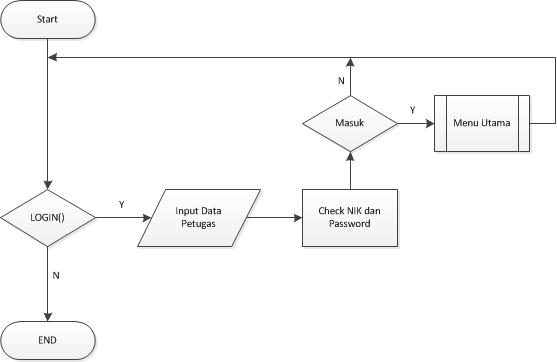 Start
N
Masuk
Y
Menu Utama
LOGIN()
Y
Input Data
Petugas
Check NIK dan
Password
N
END